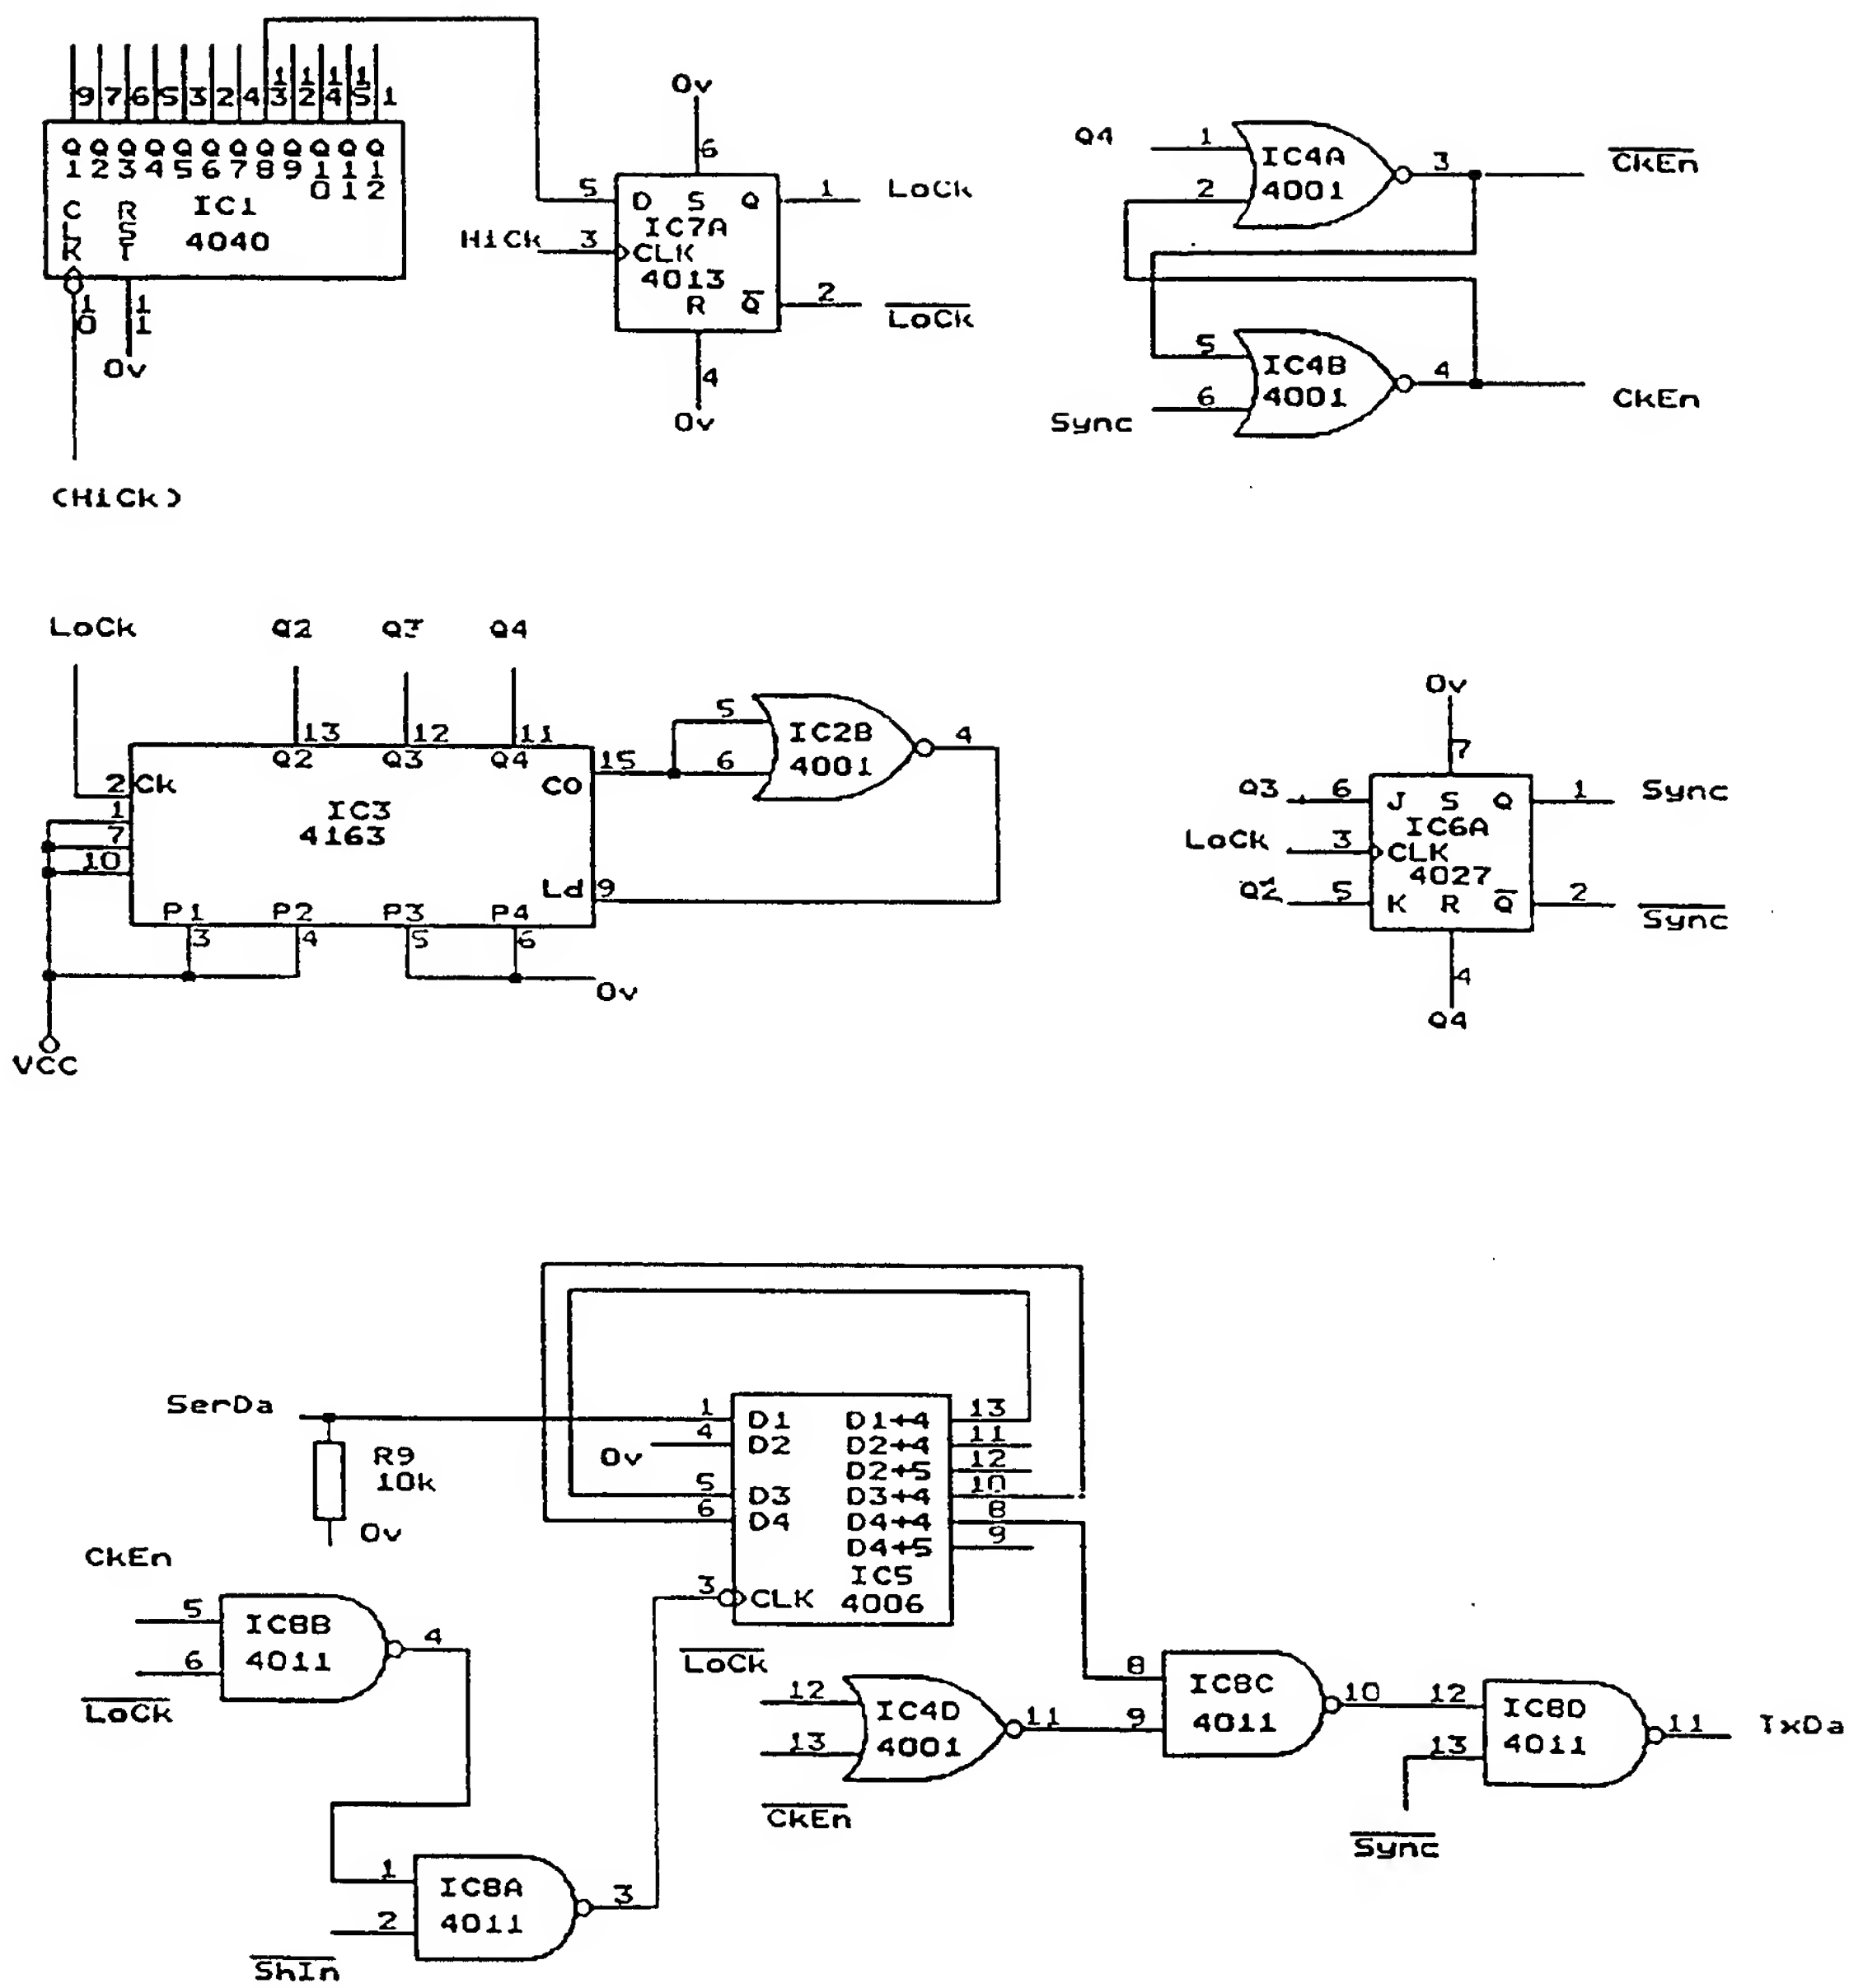 9 7 6 5 3 2 4 13 12 14 15 1
Q1 Q2 Q3 Q4 Q5 Q6 Q7 Q8 Q9 Q10 Q11 Q12
CLK RST IC1
4040
10 11
0v
(HiCk)
0v
6
5 D S Q 1 LoCk
IC7A
HiCk 3 CLK
4013
R Q̅ 2 L̅o̅C̅k̅
4
0v
Q4 1
IC4A 3 C̅k̅E̅n̅
2 4001
5
IC4B 4
6 4001 CkEn
Sync
LoCk Q2 Q3 Q4
13 12 11
2 Ck Q2 Q3 Q4 CO 15
1
7 IC3
4163
10
Ld 9
P1 P2 P3 P4
3 4 5 6
0v
VCC
5
IC2B 4
6 4001
0v
7
Q3 6 J S Q 1 Sync
IC6A
LoCk 3 CLK
4027
Q2 5 K R Q̅ 2 S̅y̅n̅c̅
4
Q4
SerDa
R9
10k
0v
1 D1 D1+4 13
0v 4 D2 D2+4 11
D2+5 12
5 D3 D3+4 10
6 D4 D4+4 8
D4+5 9
IC5
3 CLK 4006
CkEn
5 IC8B 4
6 4011
L̅o̅C̅k̅
L̅o̅C̅k̅
12 IC4D 11
13 4001
C̅k̅E̅n̅
8 IC8C 10
9 4011
12 IC8D 11 TxDa
13 4011
S̅y̅n̅c̅
1 IC8A 3
2 4011
S̅h̅I̅n̅